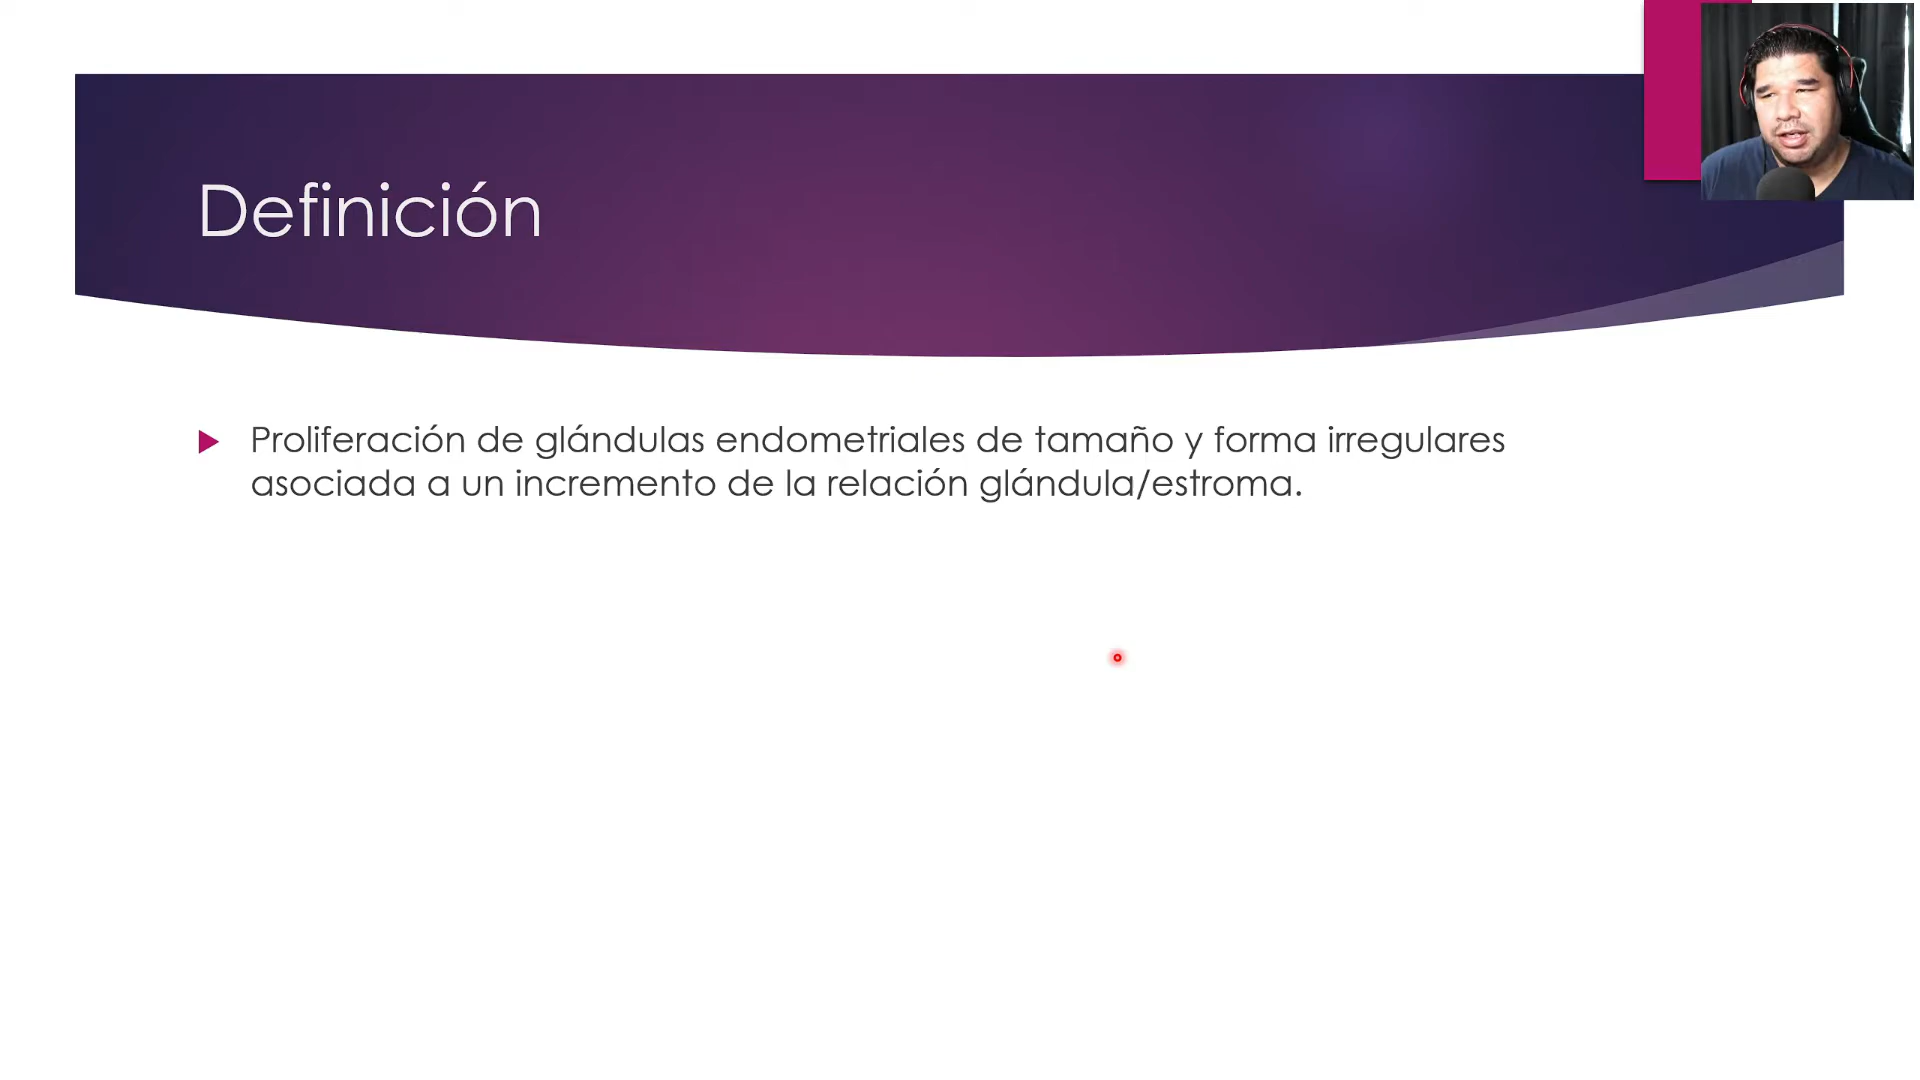 Definición
Proliferación de glándulas endometriales de tamaño y forma irregulares
asociada a un incremento de la relación glándula/estroma.